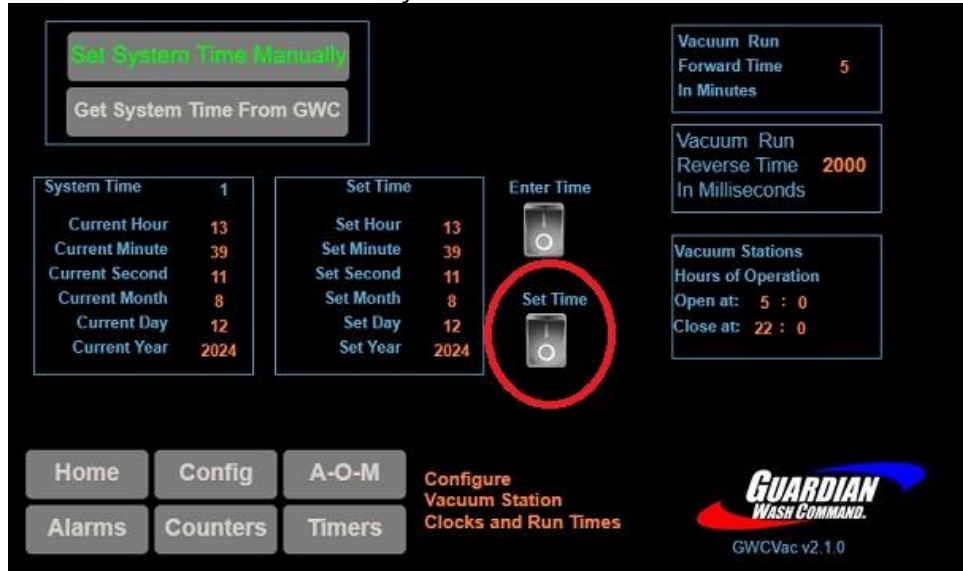 Set System Time Manually
Get System Time From GWC
Vacuum Run
Forward Time 5
In Minutes
Vacuum Run
Reverse Time 2000
In Milliseconds
System Time 1
Current Hour 13
Current Minute 39
Current Second 11
Current Month 8
Current Day 12
Current Year 2024
Set Time
Set Hour 13
Set Minute 39
Set Second 11
Set Month 8
Set Day 12
Set Year 2024
Enter Time
Set Time
Vacuum Stations
Hours of Operation
Open at: 5 : 0
Close at: 22 : 0
Home Config A-O-M
Alarms Counters Timers
Configure
Vacuum Station
Clocks and Run Times
GUARDIAN
WASH COMMAND.
GWCVac v2.1.0